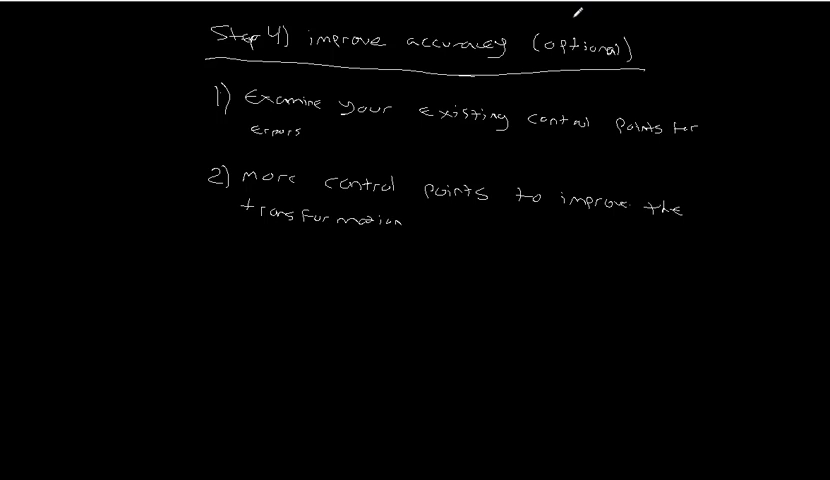 Step 4) improve accuracy (optional)
1) Examine your existing control points for
errors
2) more control points to improve the
transformation